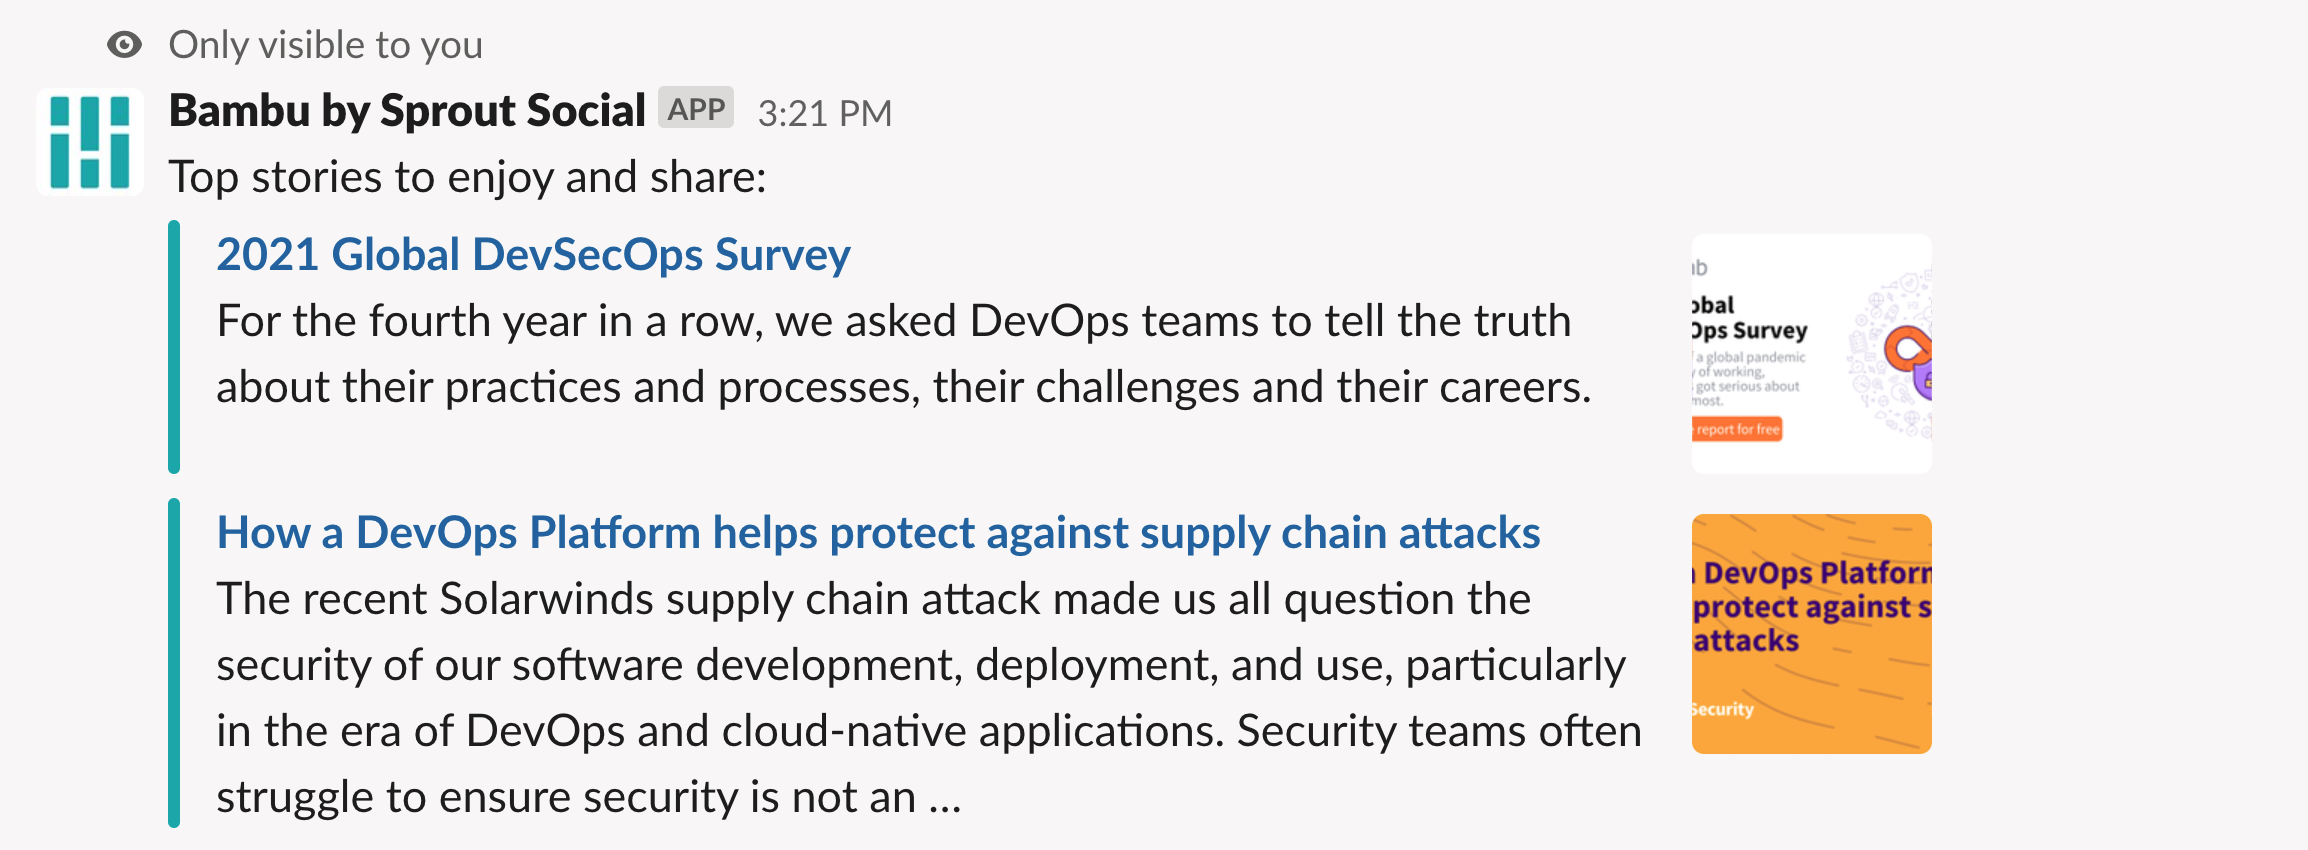 Only visible to you
Bambu by Sprout Social APP 3:21 PM
Top stories to enjoy and share:
2021 Global DevSecOps Survey
For the fourth year in a row, we asked DevOps teams to tell the truth
about their practices and processes, their challenges and their careers.
ab
obal
Ops Survey
a global pandemic
of working,
got serious about
most.
report for free
How a DevOps Platform helps protect against supply chain attacks
The recent Solarwinds supply chain attack made us all question the
security of our software development, deployment, and use, particularly
in the era of DevOps and cloud-native applications. Security teams often
struggle to ensure security is not an ...
DevOps Platform
protect against s
attacks
Security